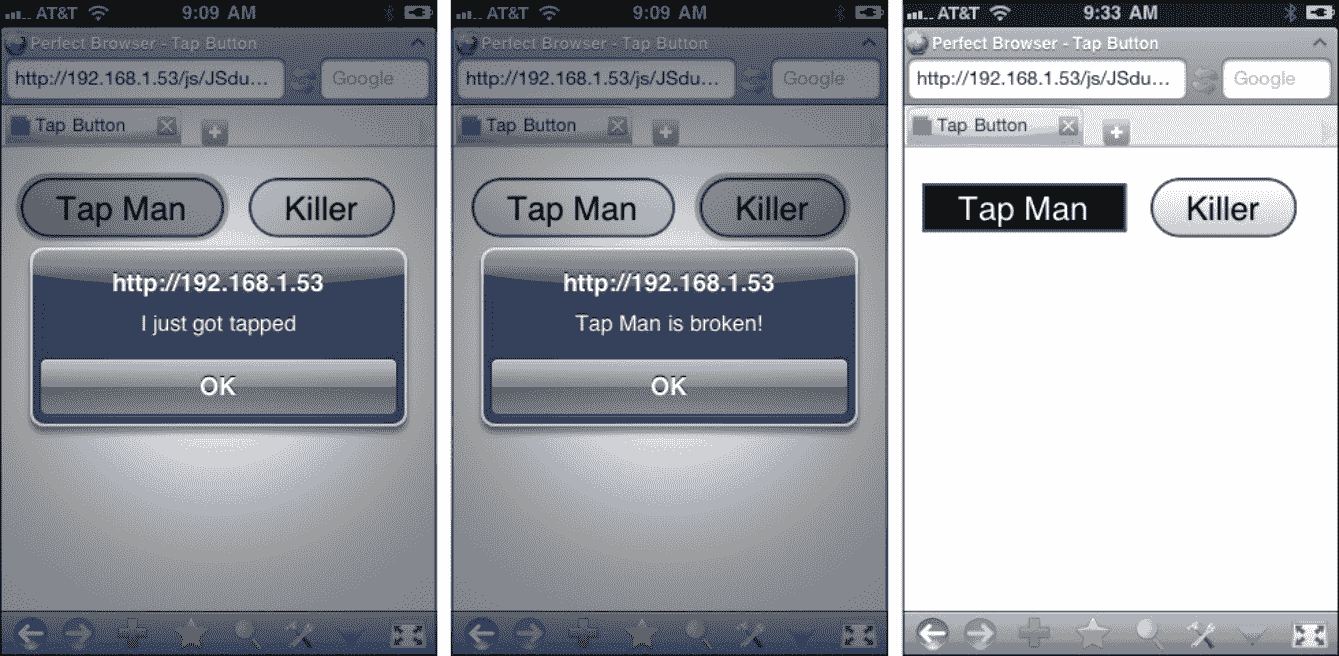 AT&T 9:09 AM
Perfect Browser - Tap Button
http://192.168.1.53/js/JSdu... Google
Tap Button
Tap Man Killer
http://192.168.1.53
I just got tapped
OK
AT&T 9:09 AM
Perfect Browser - Tap Button
http://192.168.1.53/js/JSdu... Google
Tap Button
Tap Man Killer
http://192.168.1.53
Tap Man is broken!
OK
AT&T 9:33 AM
Perfect Browser - Tap Button
http://192.168.1.53/js/JSdu... Google
Tap Button
Tap Man Killer